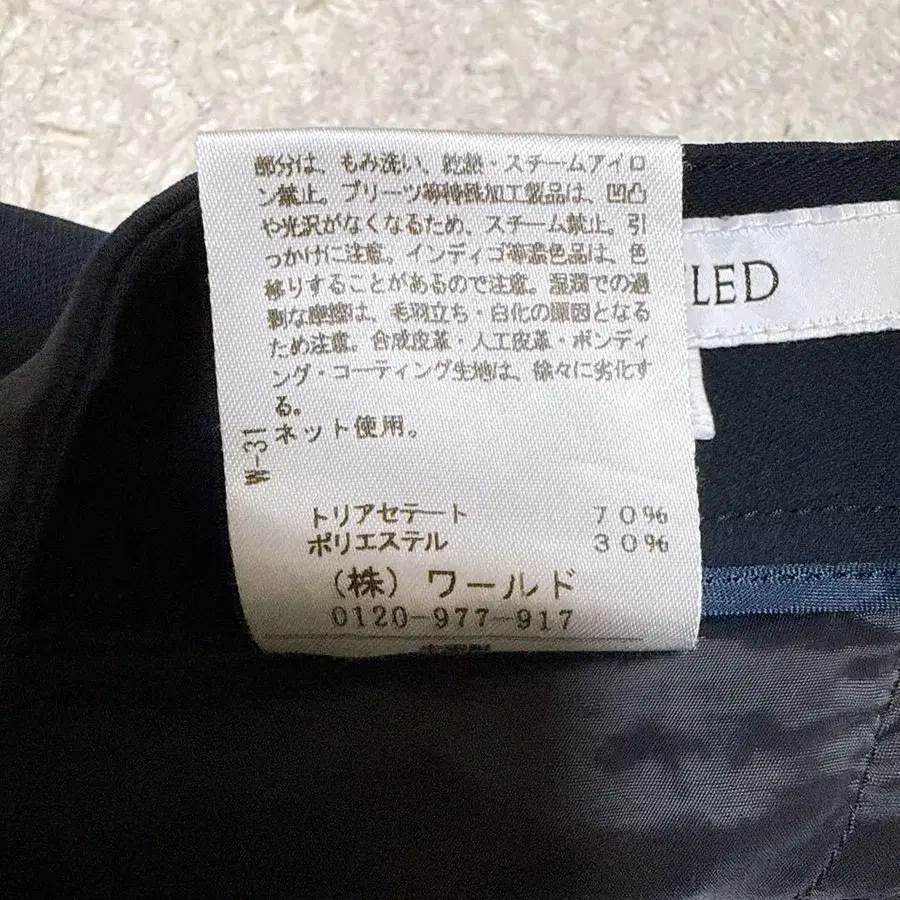 部分は、もみ洗い、乾燥・スチームアイロ
ン禁止。プリーツ等特殊加工製品は、凹凸
や光沢がなくなるため、スチーム禁止。引
っかけに注意。インディゴ等濃色品は、色
移りすることがあるので注意。湿潤での過
剰な摩擦は、毛羽立ち・白化の原因となる
ため注意。合成皮革・人工皮革・ボンディ
ング・コーティング生地は、徐々に劣化す
る。
ネット使用。
W-31
トリアセテート 70%
ポリエステル 30%
(株) ワールド
0120-977-917
LED